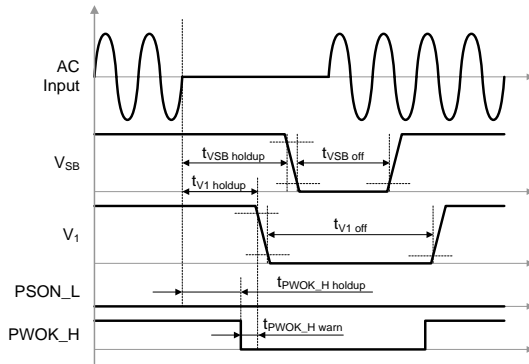 AC
Input
tVSB holdup
tVSB off
VSB
tV1 holdup
V1
tV1 off
PSON_L
tPWOK_H holdup
PWOK_H
tPWOK_H warn